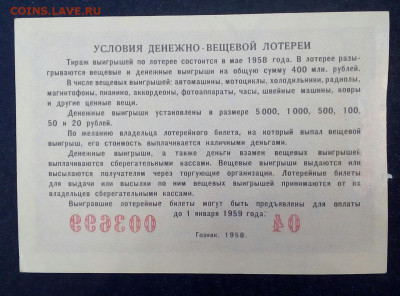 COINS.LAVE.RU
УСЛОВИЯ ДЕНЕЖНО-ВЕЩЕВОЙ ЛОТЕРЕИ
Тираж выигрышей по лотерее состоится в мае 1958 года. В лотерее разы-
грываются вещевые и денежные выигрыши на общую сумму 400 млн. рублей.
В числе вещевых выигрышей: автомашины, мотоциклы, холодильники, радиолы,
магнитофоны, пианино, аккордеоны, фотоаппараты, часы, швейные машины, ковры
и другие ценные вещи.
Денежные выигрыши установлены в размере 5 000, 1 000, 500, 100,
50 и 20 рублей.
По желанию владельца лотерейного билета, на который выпал вещевой
выигрыш, его стоимость выплачивается наличными деньгами.
Денежные выигрыши, а также деньги взамен вещевых выигрышей
выплачиваются сберегательными кассами. Вещевые выигрыши выдаются или
высылаются получателям через торгующие организации. Лотерейные билеты
для выдачи или высылки по ним вещевых выигрышей принимаются от их
владельцев сберегательными кассами.
Выигравшие лотерейные билеты могут быть предъявлены для оплаты
до 1 января 1959 года.
003699 04
Гознак. 1958.